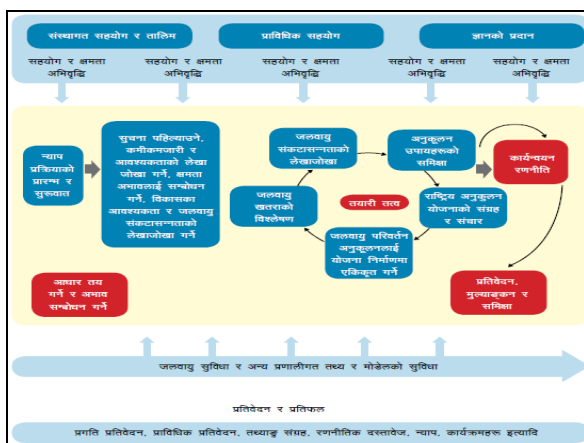 संस्थागत सहयोग र तालिम
प्राविधिक सहयोग
ज्ञानको प्रदान
सहयोग र क्षमता
अभिवृद्धि
सहयोग र क्षमता
अभिवृद्धि
सहयोग र क्षमता
अभिवृद्धि
सहयोग र क्षमता
अभिवृद्धि
सहयोग र क्षमता
अभिवृद्धि
न्याप
प्रक्रियाको
प्रारम्भ र
सुरूवात
सुचना पहिल्याउने,
कमीकमजारी र
आवश्यकताको लेखा
जोखा गर्ने, क्षमता
अभावलाई सम्बोधन
गर्ने, विकासका
आवश्यकता र जलवायु
संकटासन्नताको
लेखाजोखा गर्ने
जलवायु
संकटासन्नताको
लेखाजोखा
अनुकूलन
उपायहरूको
समिक्षा
कार्यन्वयन
रणनीति
जलवायु
खतराको
विश्लेषण
तयारी तत्व
राष्ट्रिय अनुकूलन
योजनाको संग्रह
र संचार
जलवायु परिवर्तन
अनुकूलनलाई
योजना निर्माणमा
एकिकृत गर्ने
आधार तय
गर्ने र अभाव
सम्बोधन गर्ने
प्रतिवेदन,
मुल्याङ्कन र
समिक्षा
जलवायु सुविधा र अन्य प्रणालीगत तथ्य र मोडेलको सुविधा
प्रतिवेदन र प्रतिफल
प्रगति प्रतिवेदन, प्राविधिक प्रतिवेदन, तथ्याङ्क संग्रह, रणनीतिक दस्तावेज, न्याप, कार्यक्रमहरू इत्यादि